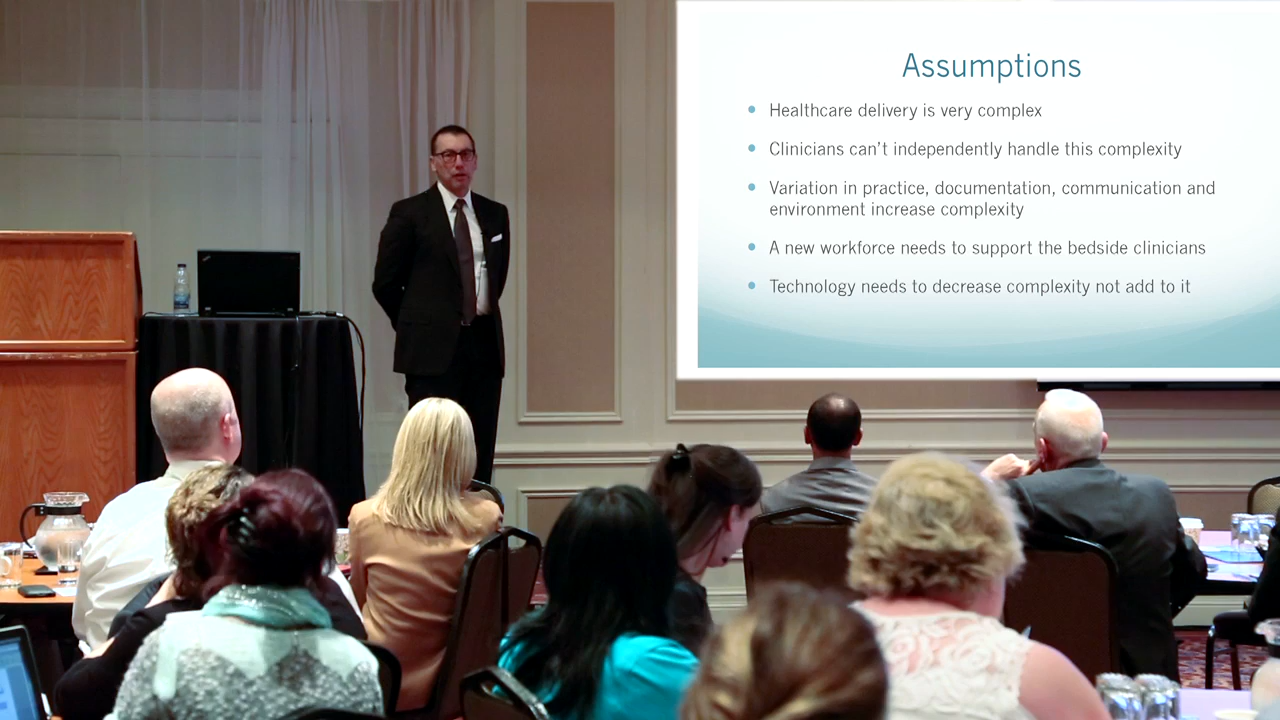 Assumptions
• Healthcare delivery is very complex
• Clinicians can't independently handle this complexity
• Variation in practice, documentation, communication and
environment increase complexity
• A new workforce needs to support the bedside clinicians
• Technology needs to decrease complexity not add to it